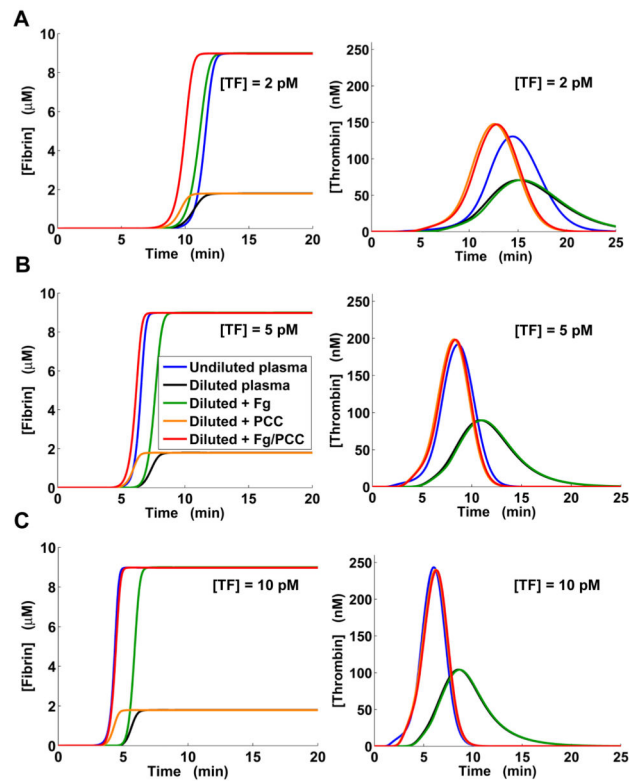 A
10
8
6
4
2
0
[Fibrin] (μM)
[TF] = 2 pM
0 5 10 15 20
Time (min)
250
200
150
100
50
0
[Thrombin] (nM)
[TF] = 2 pM
0 5 10 15 20 25
Time (min)
B
10
8
6
4
2
0
[Fibrin] (μM)
[TF] = 5 pM
Undiluted plasma
Diluted plasma
Diluted + Fg
Diluted + PCC
Diluted + Fg/PCC
0 5 10 15 20
Time (min)
250
200
150
100
50
0
[Thrombin] (nM)
[TF] = 5 pM
0 5 10 15 20 25
Time (min)
C
10
8
6
4
2
0
[Fibrin] (μM)
[TF] = 10 pM
0 5 10 15 20
Time (min)
250
200
150
100
50
0
[Thrombin] (nM)
[TF] = 10 pM
0 5 10 15 20 25
Time (min)